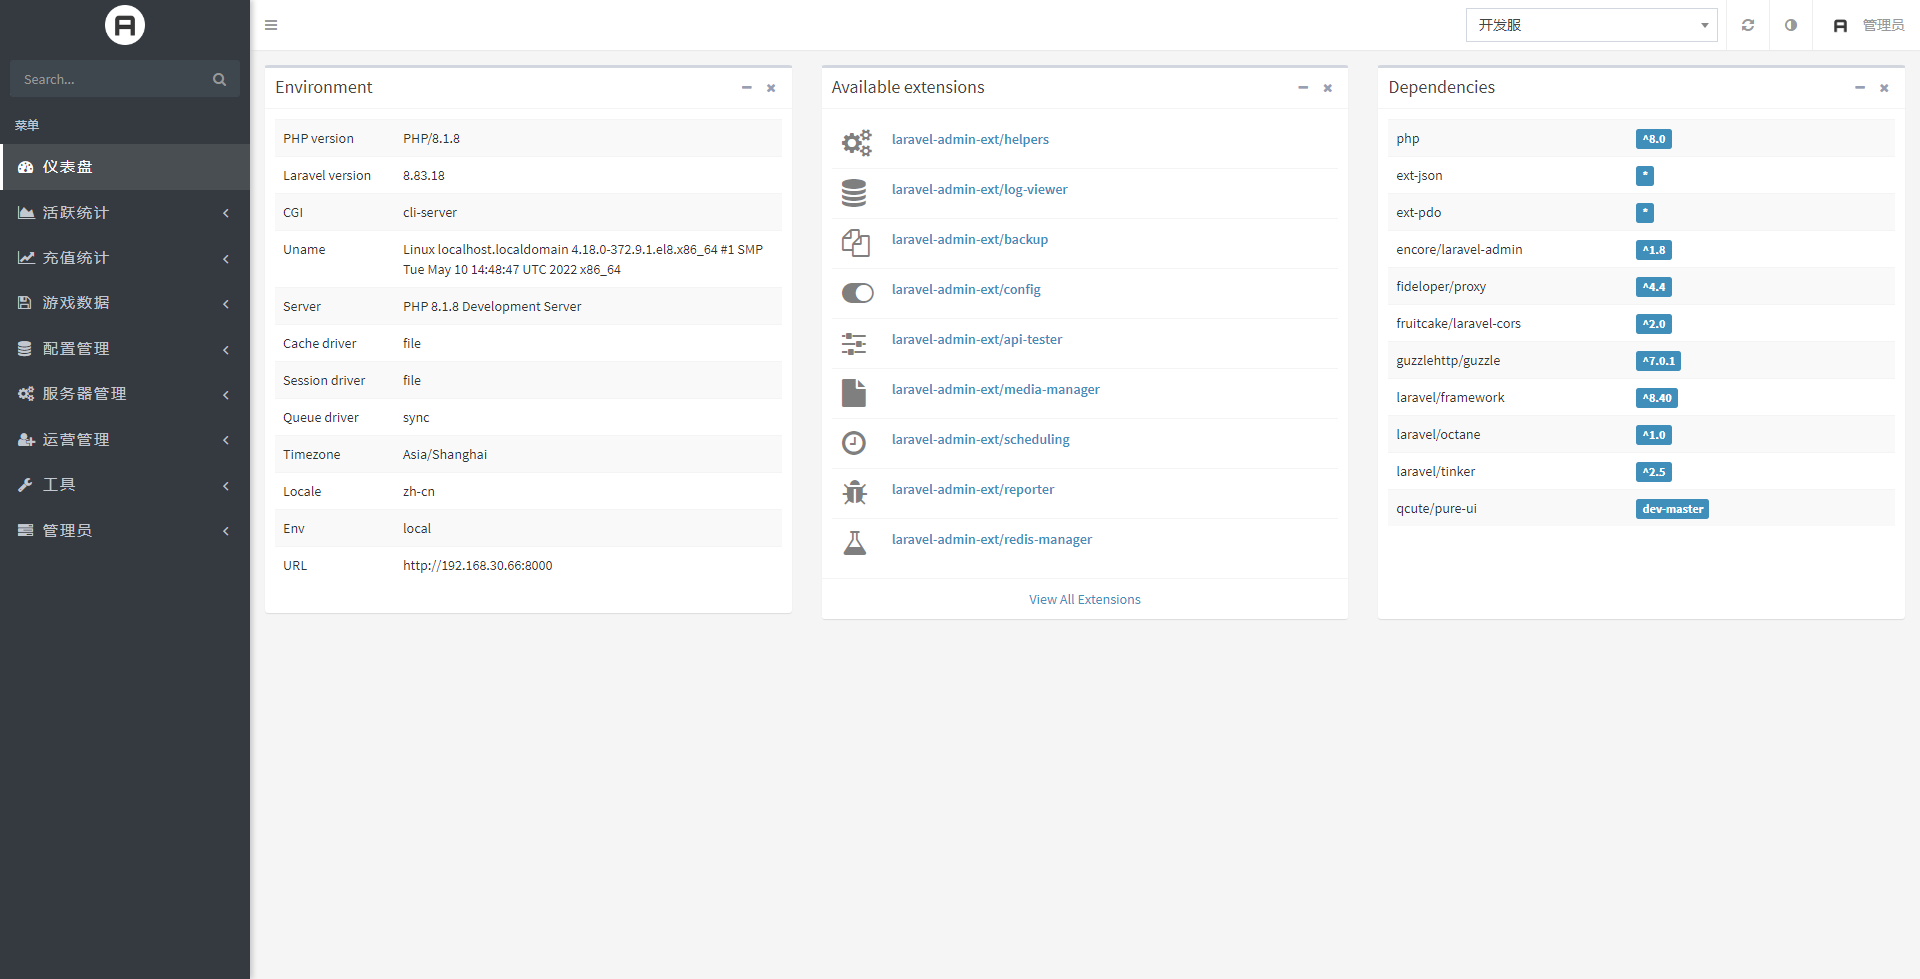 Search...
菜单
仪表盘
活跃统计
充值统计
游戏数据
配置管理
服务器管理
运营管理
工具
管理员
开发服
管理员
Environment
PHP version PHP/8.1.8
Laravel version 8.83.18
CGI cli-server
Uname Linux localhost.localdomain 4.18.0-372.9.1.el8.x86_64 #1 SMP
Tue May 10 14:48:47 UTC 2022 x86_64
Server PHP 8.1.8 Development Server
Cache driver file
Session driver file
Queue driver sync
Timezone Asia/Shanghai
Locale zh-cn
Env local
URL http://192.168.30.66:8000
Available extensions
laravel-admin-ext/helpers
laravel-admin-ext/log-viewer
laravel-admin-ext/backup
laravel-admin-ext/config
laravel-admin-ext/api-tester
laravel-admin-ext/media-manager
laravel-admin-ext/scheduling
laravel-admin-ext/reporter
laravel-admin-ext/redis-manager
View All Extensions
Dependencies
php ^8.0
ext-json *
ext-pdo *
encore/laravel-admin ^1.8
fideloper/proxy ^4.4
fruitcake/laravel-cors ^2.0
guzzlehttp/guzzle ^7.0.1
laravel/framework ^8.40
laravel/octane ^1.0
laravel/tinker ^2.5
qcute/pure-ui dev-master